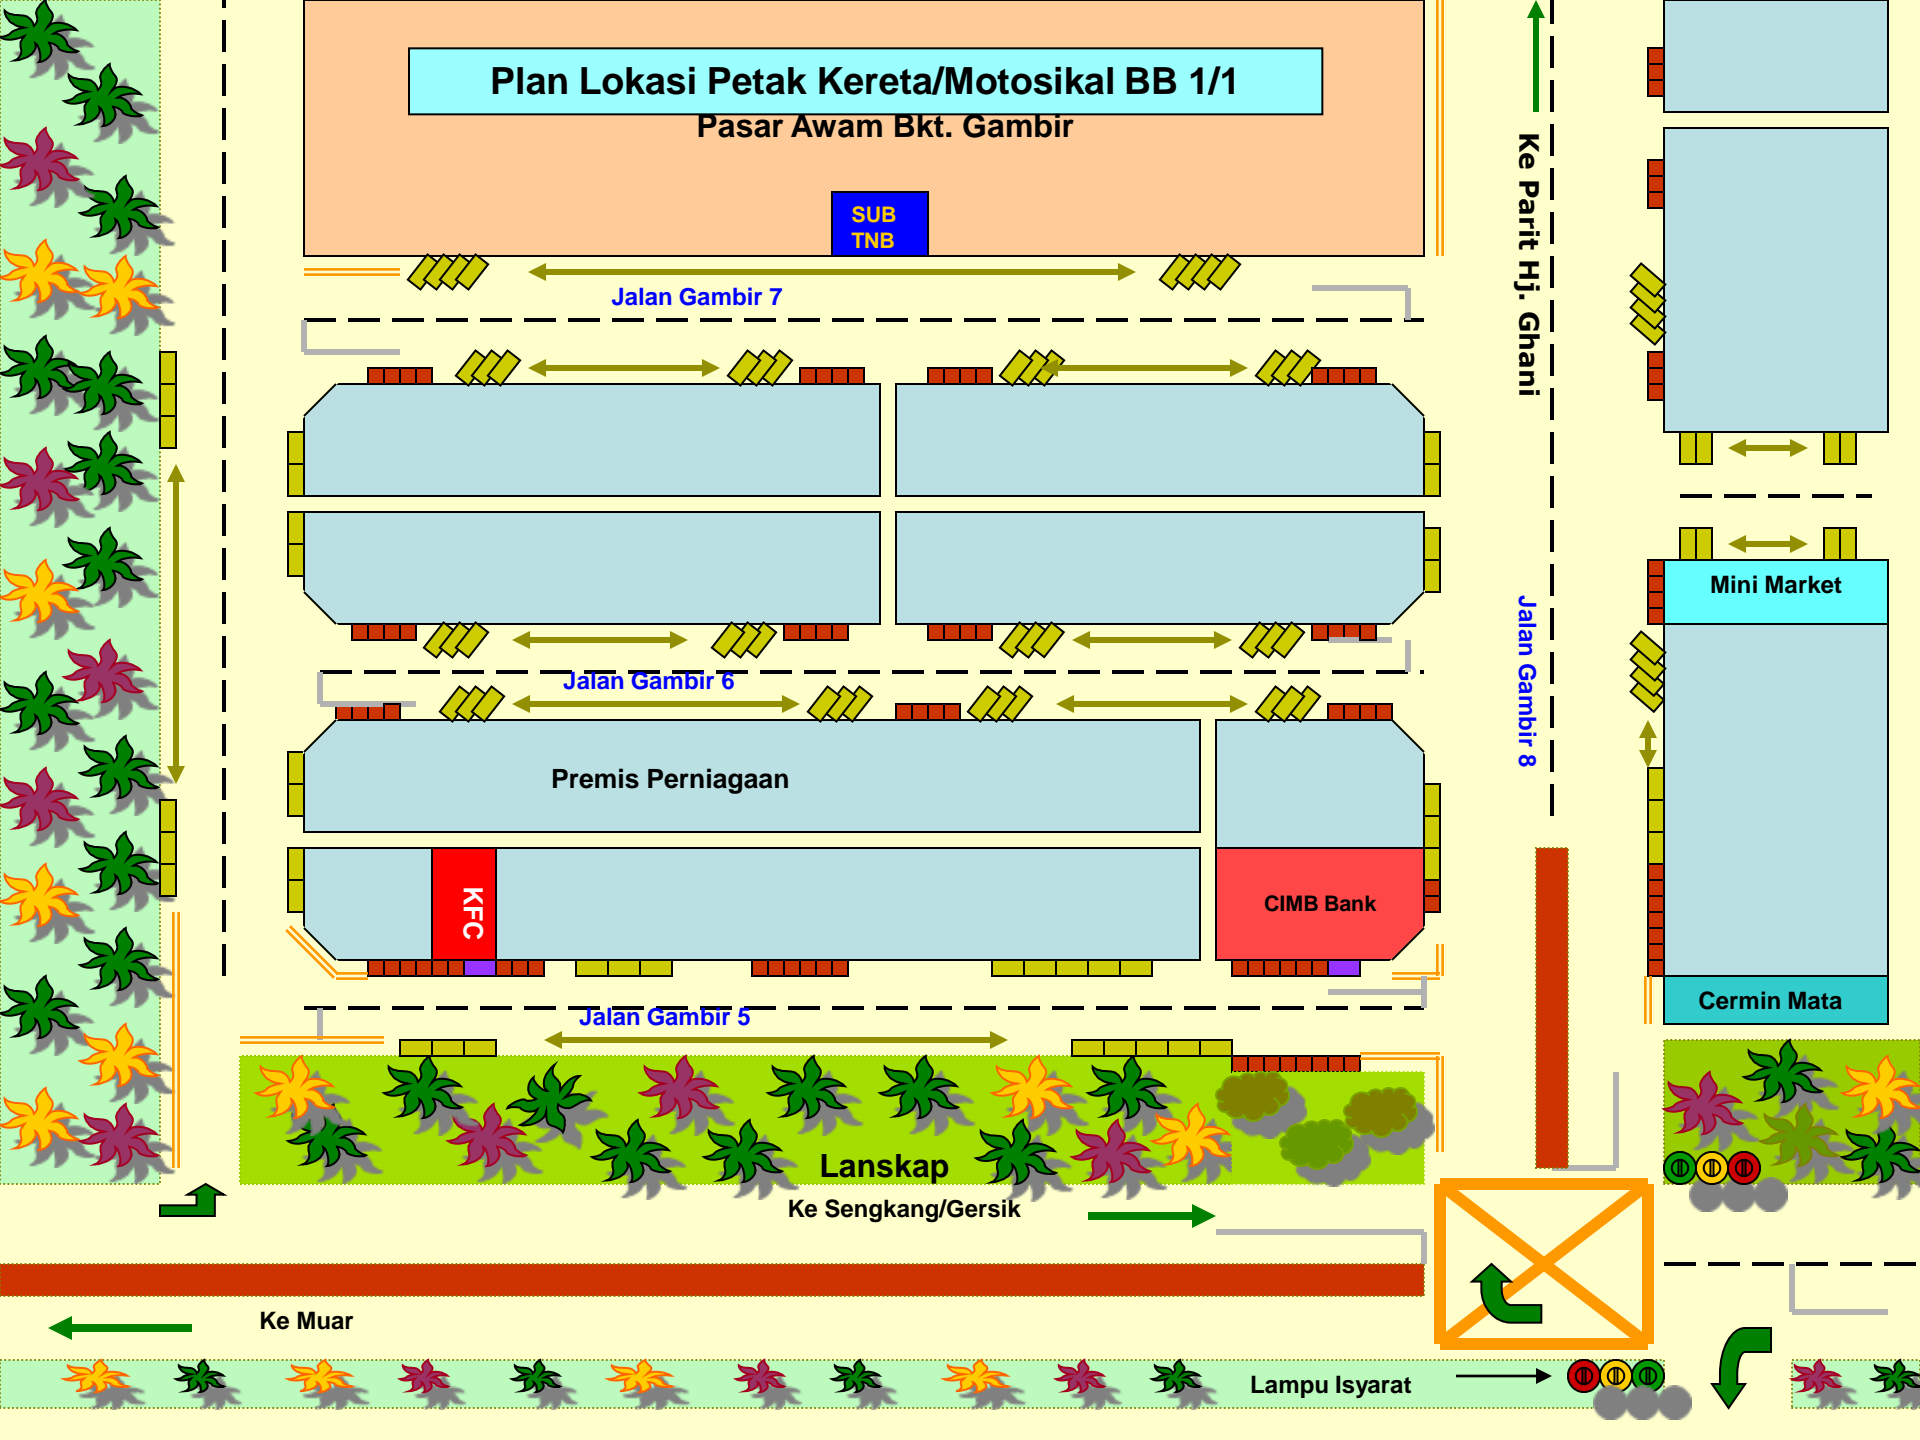 Plan Lokasi Petak Kereta/Motosikal BB 1/1
Pasar Awam Bkt. Gambir
SUB
TNB
Jalan Gambir 7
Ke Parit Hj. Ghani
Mini Market
Jalan Gambir 8
Jalan Gambir 6
Premis Perniagaan
KFC
CIMB Bank
Cermin Mata
Jalan Gambir 5
Lanskap
Ke Sengkang/Gersik
Ke Muar
Lampu Isyarat